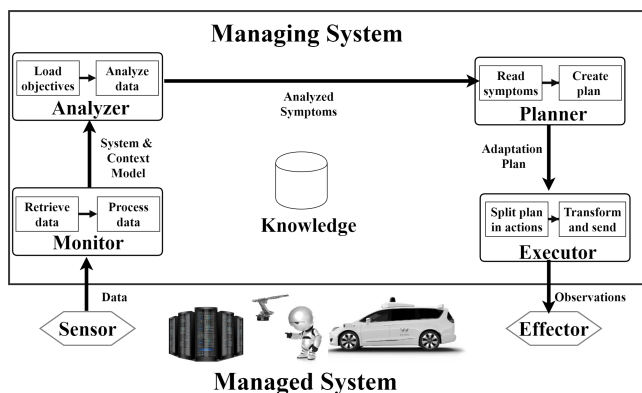 Managing System
Load
objectives
Analyze
data
Analyzer
Analyzed
Symptoms
Read
symptoms
Create
plan
Planner
System &
Context
Model
Adaptation
Plan
Retrieve
data
Process
data
Monitor
Knowledge
Split plan
in actions
Transform
and send
Executor
Data
Observations
Sensor
Effector
Managed System